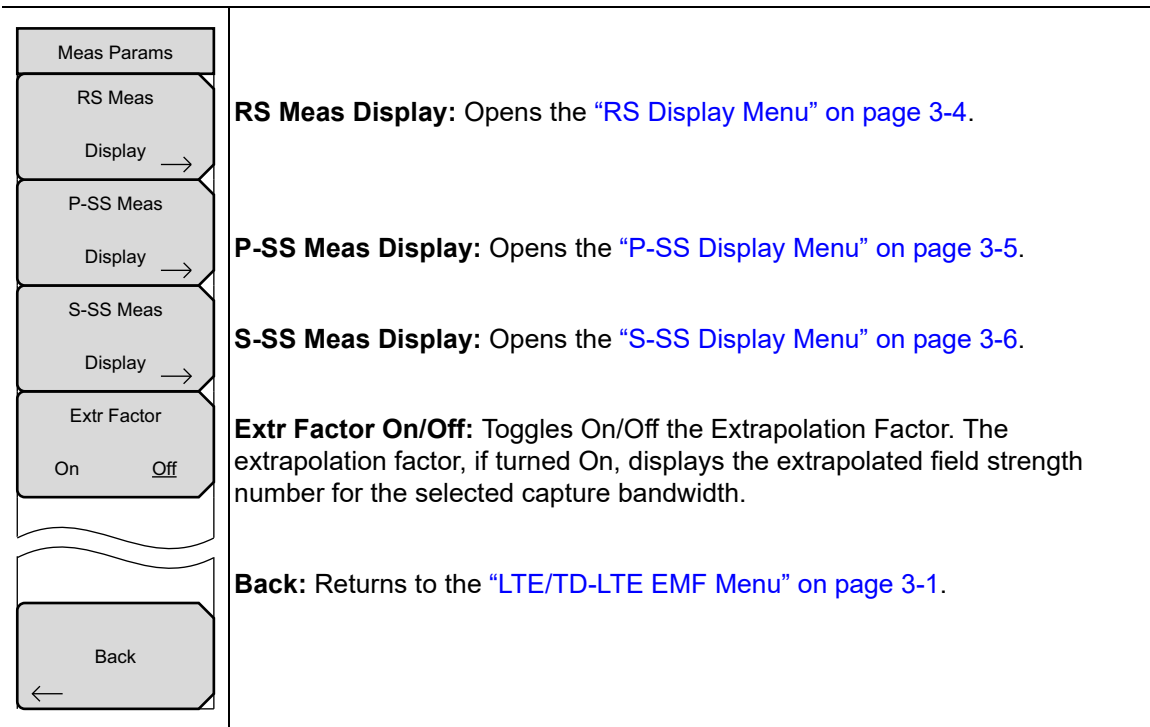 Meas Params
RS Meas
Display
P-SS Meas
Display
S-SS Meas
Display
Extr Factor
On Off
Back
RS Meas Display: Opens the “RS Display Menu” on page 3-4.
P-SS Meas Display: Opens the “P-SS Display Menu” on page 3-5.
S-SS Meas Display: Opens the “S-SS Display Menu” on page 3-6.
Extr Factor On/Off: Toggles On/Off the Extrapolation Factor. The
extrapolation factor, if turned On, displays the extrapolated field strength
number for the selected capture bandwidth.
Back: Returns to the “LTE/TD-LTE EMF Menu” on page 3-1.